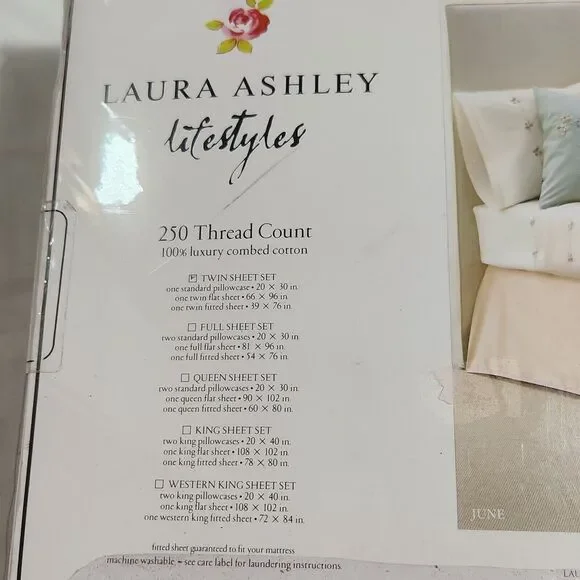 LAURA ASHLEY
lifestyles
250 Thread Count
100% luxury combed cotton
TWIN SHEET SET
one standard pillowcase • 20 × 30 in.
one twin flat sheet • 66 × 96 in.
one twin fitted sheet • 39 × 76 in.
FULL SHEET SET
two standard pillowcases • 20 × 30 in.
one full flat sheet • 81 × 96 in.
one full fitted sheet • 54 × 76 in.
QUEEN SHEET SET
two standard pillowcases • 20 × 30 in.
one queen flat sheet • 90 × 102 in.
one queen fitted sheet • 60 × 80 in.
KING SHEET SET
two king pillowcases • 20 × 40 in.
one king flat sheet • 108 × 102 in.
one king fitted sheet • 78 × 80 in.
WESTERN KING SHEET SET
two king pillowcases • 20 × 40 in.
one king flat sheet • 108 × 102 in.
one western king fitted sheet • 72 × 84 in.
fitted sheet guaranteed to fit your mattress
machine washable ~ see care label for laundering instructions.
JUNE
LAU